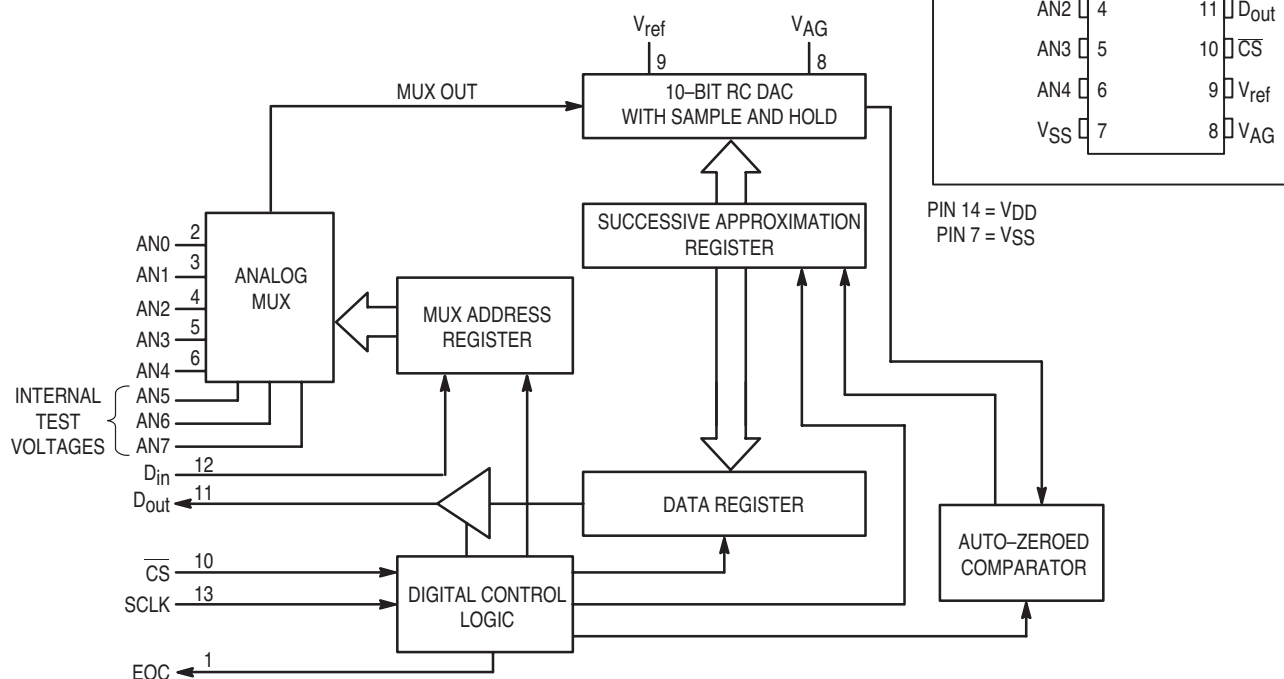 Vref
9
VAG
8
MUX OUT
10–BIT RC DAC
WITH SAMPLE AND HOLD
SUCCESSIVE APPROXIMATION
REGISTER
AN0 2
AN1 3
AN2 4
AN3 5
AN4 6
ANALOG
MUX
MUX ADDRESS
REGISTER
INTERNAL
TEST
VOLTAGES
AN5
AN6
AN7
Din 12
Dout 11
DATA REGISTER
CS 10
SCLK 13
EOC 1
DIGITAL CONTROL
LOGIC
AUTO–ZEROED
COMPARATOR
AN2 4 11 Dout
AN3 5 10 CS
AN4 6 9 Vref
VSS 7 8 VAG
PIN 14 = VDD
PIN 7 = VSS